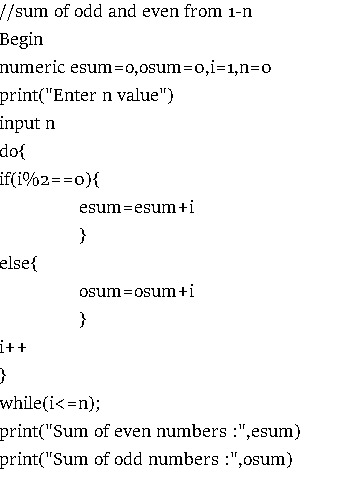 //sum of odd and even from 1-n
Begin
numeric esum=0,osum=0,i=1,n=0
print("Enter n value")
input n
do{
if(i%2==0){
esum=esum+i
}
else{
osum=osum+i
}
i++
}
while(i<=n);
print("Sum of even numbers :",esum)
print("Sum of odd numbers :",osum)